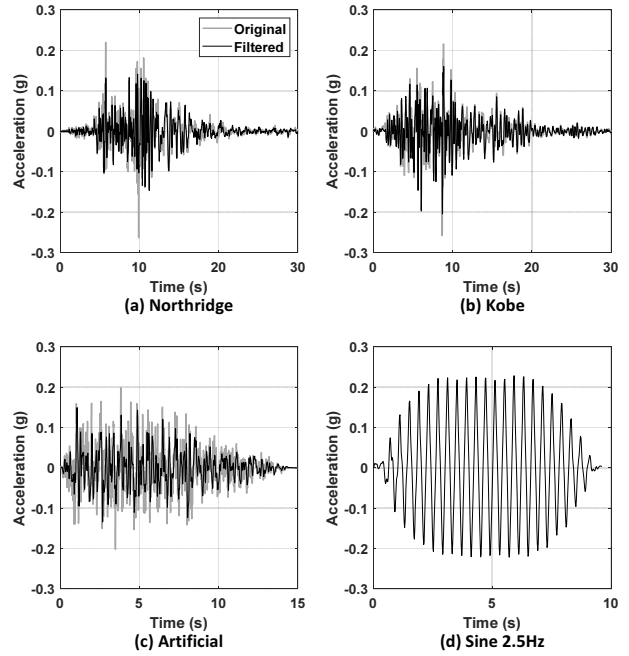 0.3
0.2
0.1
0
-0.1
-0.2
-0.3
Acceleration (g)
Original
Filtered
0 10 20 30
Time (s)
(a) Northridge
0.3
0.2
0.1
0
-0.1
-0.2
-0.3
Acceleration (g)
0 10 20 30
Time (s)
(b) Kobe
0.3
0.2
0.1
0
-0.1
-0.2
-0.3
Acceleration (g)
0 5 10 15
Time (s)
(c) Artificial
0.3
0.2
0.1
0
-0.1
-0.2
-0.3
Acceleration (g)
0 5 10
Time (s)
(d) Sine 2.5Hz